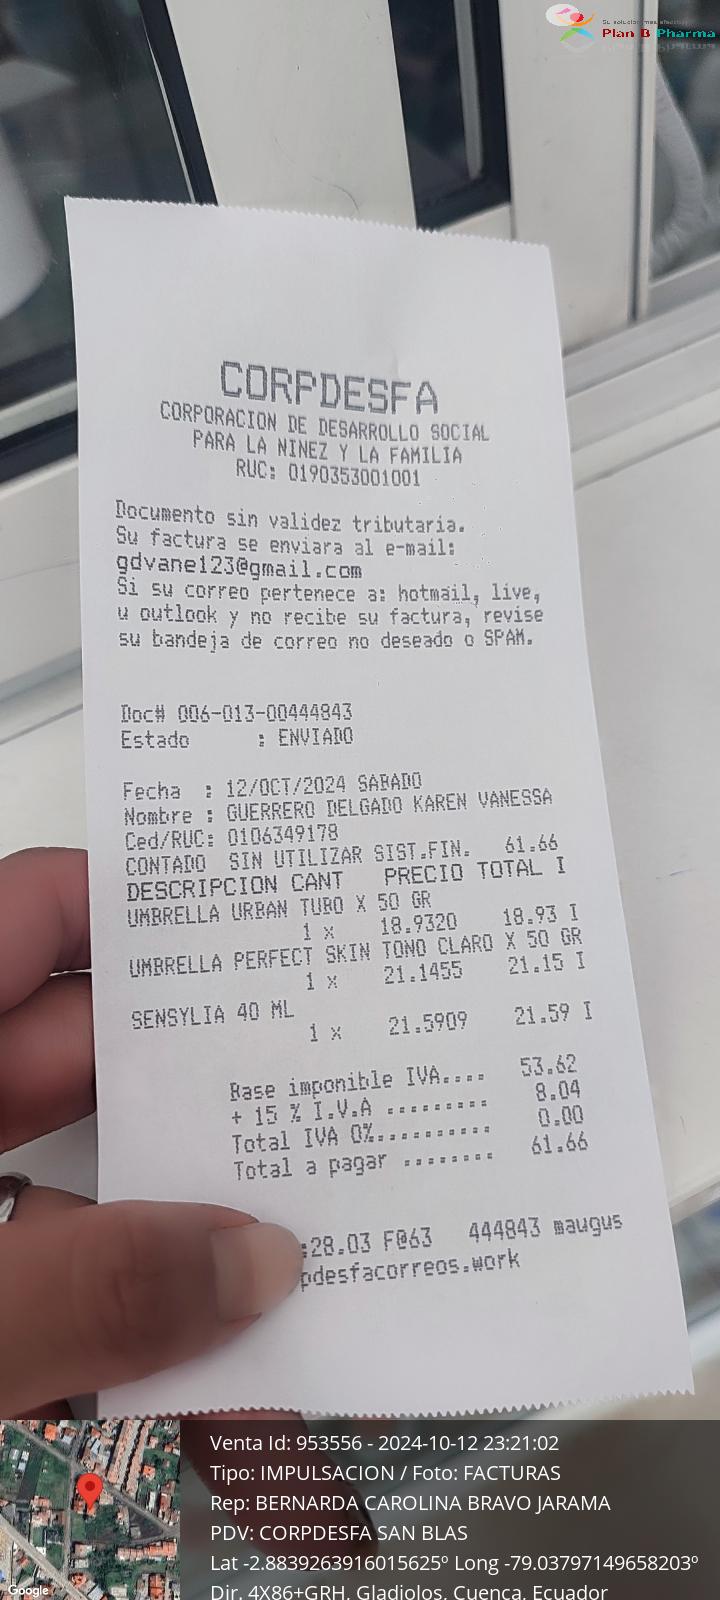 Plan B Pharma
CORPDESFA
CORPORACION DE DESARROLLO SOCIAL
PARA LA NINEZ Y LA FAMILIA
RUC: 0190353001001
Documento sin validez tributaria.
Su factura se enviara al e-mail:
gdvane123@gmail.com
Si su correo pertenece a: hotmail, live,
u outlook y no recibe su factura, revise
su bandeja de correo no deseado o SPAM.
Doc# 006-013-00444843
Estado : ENVIADO
Fecha : 12/OCT/2024 SABADO
Nombre : GUERRERO DELGADO KAREN VANESSA
Ced/RUC: 0106349178
CONTADO SIN UTILIZAR SIST.FIN. 61.66
DESCRIPCION CANT PRECIO TOTAL I
UMBRELLA URBAN TUBO X 50 GR
1 x 18.9320 18.93 I
UMBRELLA PERFECT SKIN TONO CLARO X 50 GR
1 x 21.1455 21.15 I
SENSYLIA 40 ML
1 x 21.5909 21.59 I
Base imponible IVA.... 53.62
+ 15 % I.V.A ......... 8.04
Total IVA 0%.......... 0.00
Total a pagar ........ 61.66
:28.03 F@63 444843 maugus
pdesfacorreos.work
Venta Id: 953556 - 2024-10-12 23:21:02
Tipo: IMPULSACION / Foto: FACTURAS
Rep: BERNARDA CAROLINA BRAVO JARAMA
PDV: CORPDESFA SAN BLAS
Lat -2.8839263916015625º Long -79.03797149658203º
Dir. 4X86+GRH, Gladiolos, Cuenca, Ecuador
Google